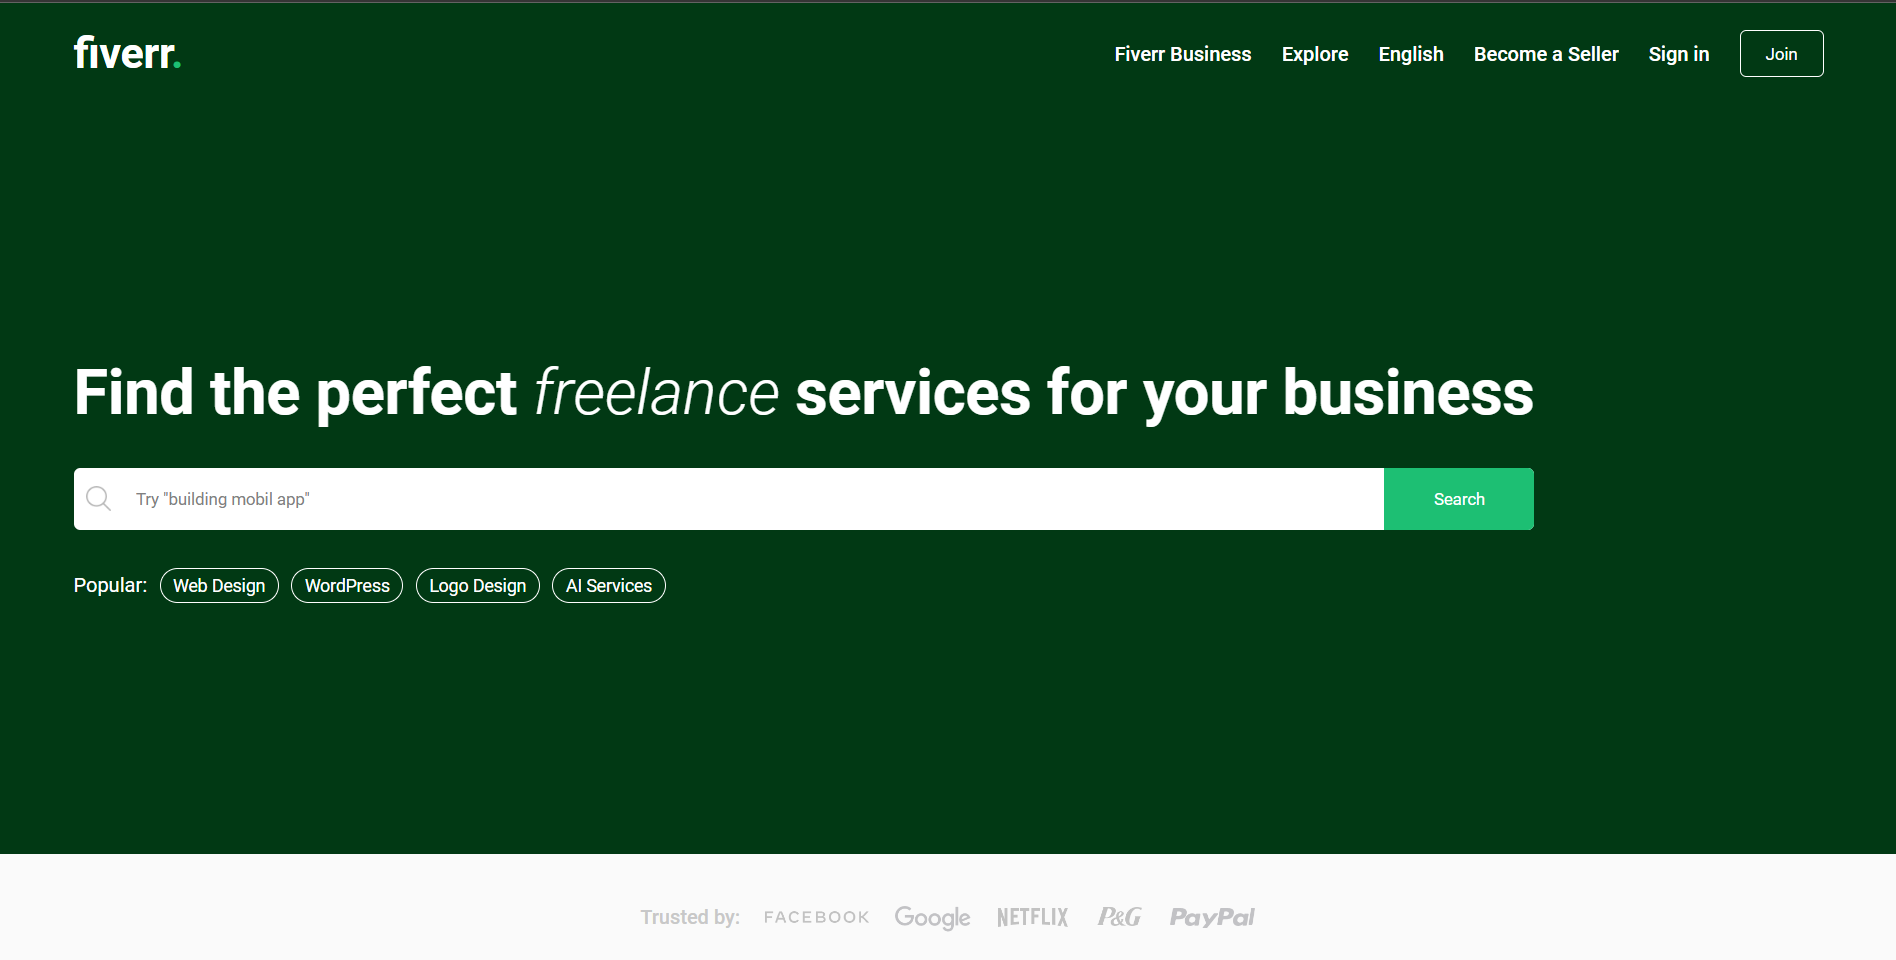 fiverr.
Fiverr Business Explore English Become a Seller Sign in Join
Find the perfect freelance services for your business
Try "building mobil app" Search
Popular: Web Design WordPress Logo Design AI Services
Trusted by: FACEBOOK Google NETFLIX P&G PayPal